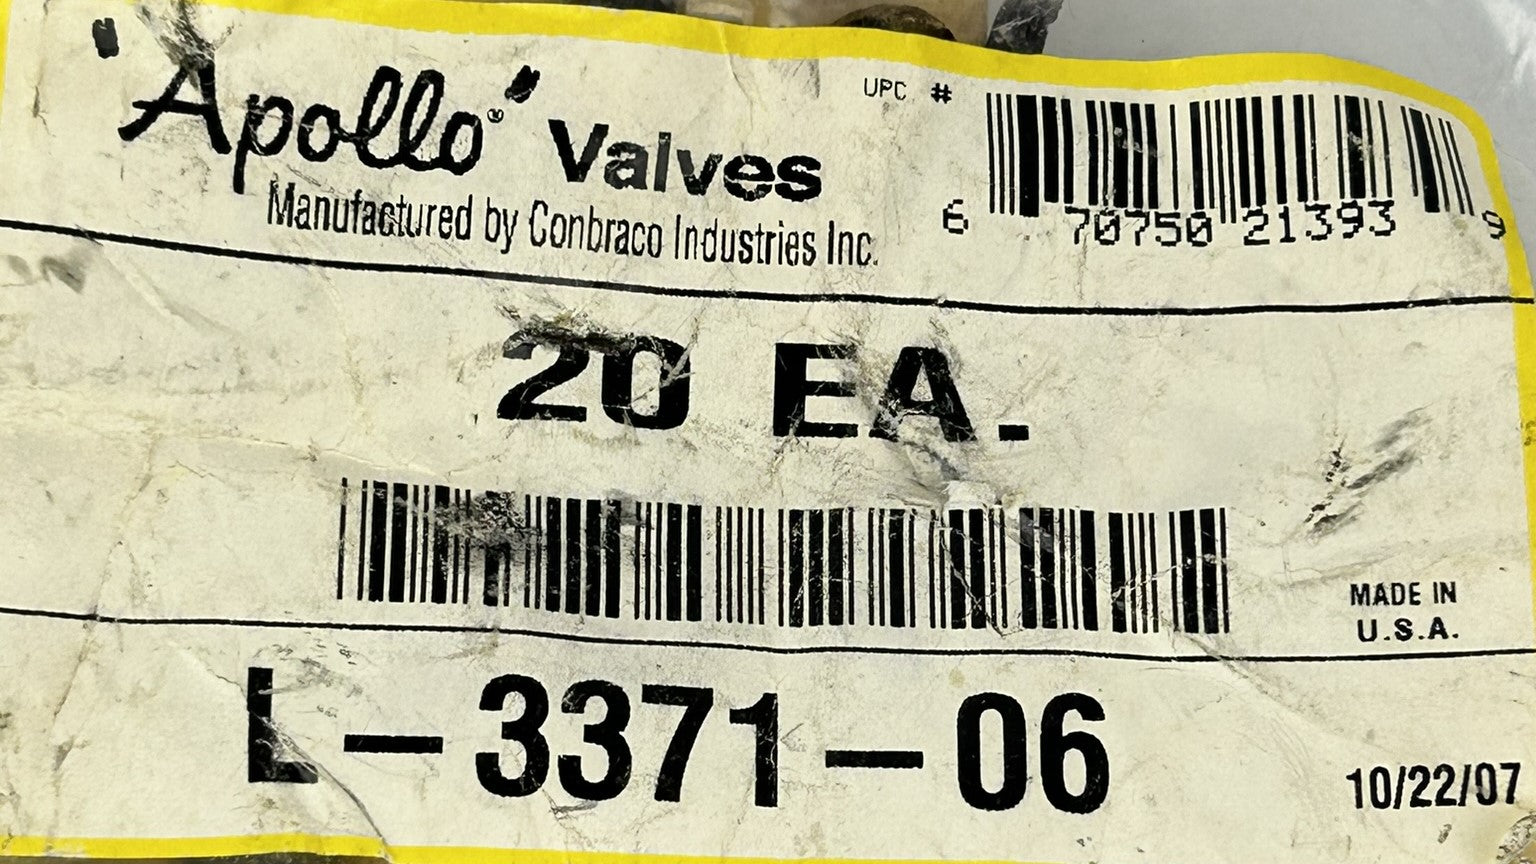 "Apollo"® Valves
Manufactured by Conbraco Industries Inc.
UPC #
6 70750 21393 9
20 EA.
MADE IN
U.S.A.
L-3371-06
10/22/07